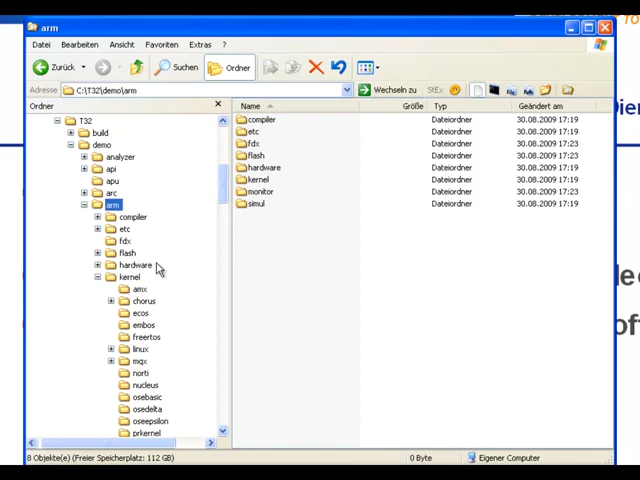 arm
Datei Bearbeiten Ansicht Favoriten Extras ?
Zurück Suchen Ordner
Adresse C:\T32\demo\arm Wechseln zu StEx
Ordner
T32
build
demo
analyzer
api
apu
arc
arm
compiler
etc
fdx
flash
hardware
kernel
amx
chorus
ecos
embos
freertos
linux
mqx
norti
nucleus
osebasic
osedelta
oseepsilon
prkernel
Name Größe Typ Geändert am
compiler Dateiordner 30.08.2009 17:19
etc Dateiordner 30.08.2009 17:19
fdx Dateiordner 30.08.2009 17:23
flash Dateiordner 30.08.2009 17:23
hardware Dateiordner 30.08.2009 17:19
kernel Dateiordner 30.08.2009 17:19
monitor Dateiordner 30.08.2009 17:23
simul Dateiordner 30.08.2009 17:19
8 Objekte(e) (Freier Speicherplatz: 112 GB) 0 Byte Eigener Computer